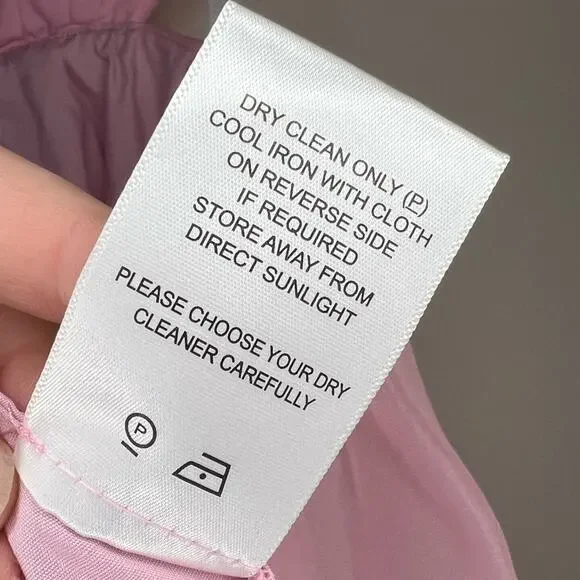 DRY CLEAN ONLY (P)
COOL IRON WITH CLOTH
ON REVERSE SIDE
IF REQUIRED
STORE AWAY FROM
DIRECT SUNLIGHT
PLEASE CHOOSE YOUR DRY
CLEANER CAREFULLY
P